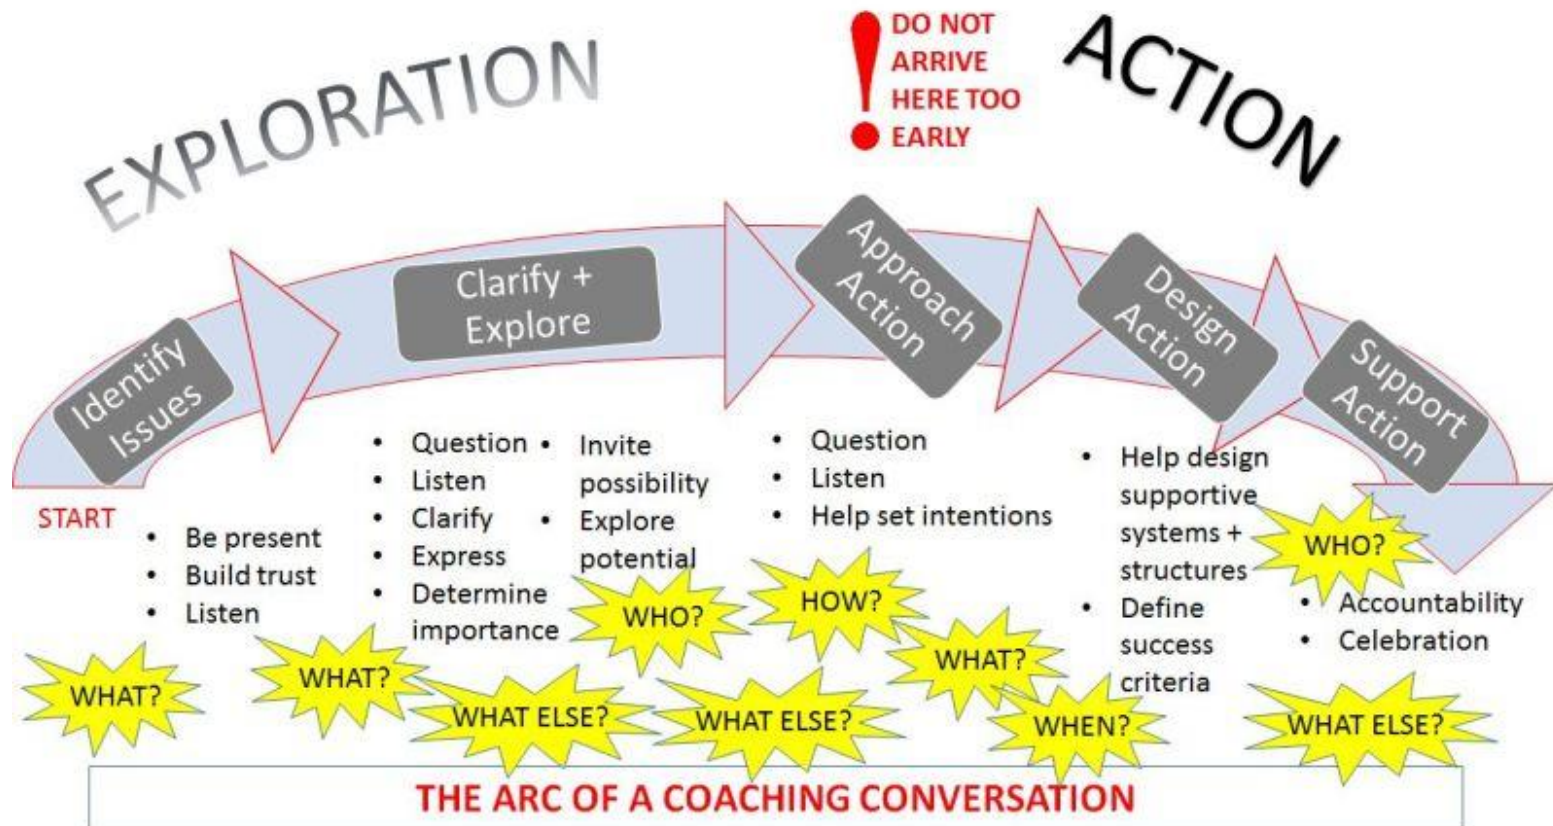 EXPLORATION
DO NOT
ARRIVE
HERE TOO
EARLY
ACTION
Identify
Issues
Clarify +
Explore
Approach
Action
Design
Action
Support
Action
START
• Be present
• Build trust
• Listen
• Question
• Listen
• Clarify
• Express
• Determine
importance
• Invite
possibility
• Explore
potential
• Question
• Listen
• Help set intentions
• Help design
supportive
systems +
structures
• Define
success
criteria
• Accountability
• Celebration
WHAT?
WHAT?
WHAT ELSE?
WHO?
WHAT ELSE?
HOW?
WHAT?
WHEN?
WHO?
WHAT ELSE?
THE ARC OF A COACHING CONVERSATION